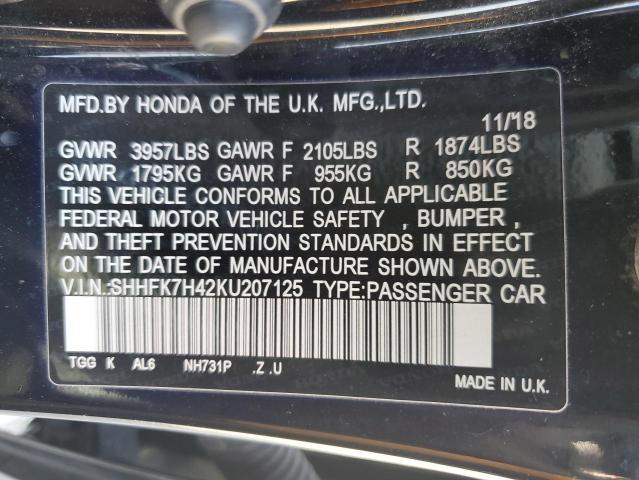 MFD.BY HONDA OF THE U.K. MFG.,LTD.
11/18
GVWR 3957LBS GAWR F 2105LBS R 1874LBS
GVWR 1795KG GAWR F 955KG R 850KG
THIS VEHICLE CONFORMS TO ALL APPLICABLE
FEDERAL MOTOR VEHICLE SAFETY , BUMPER ,
AND THEFT PREVENTION STANDARDS IN EFFECT
ON THE DATE OF MANUFACTURE SHOWN ABOVE.
V.I.N.:SHHFK7H42KU207125 TYPE:PASSENGER CAR
TGG K AL6 NH731P .Z .U
MADE IN U.K.